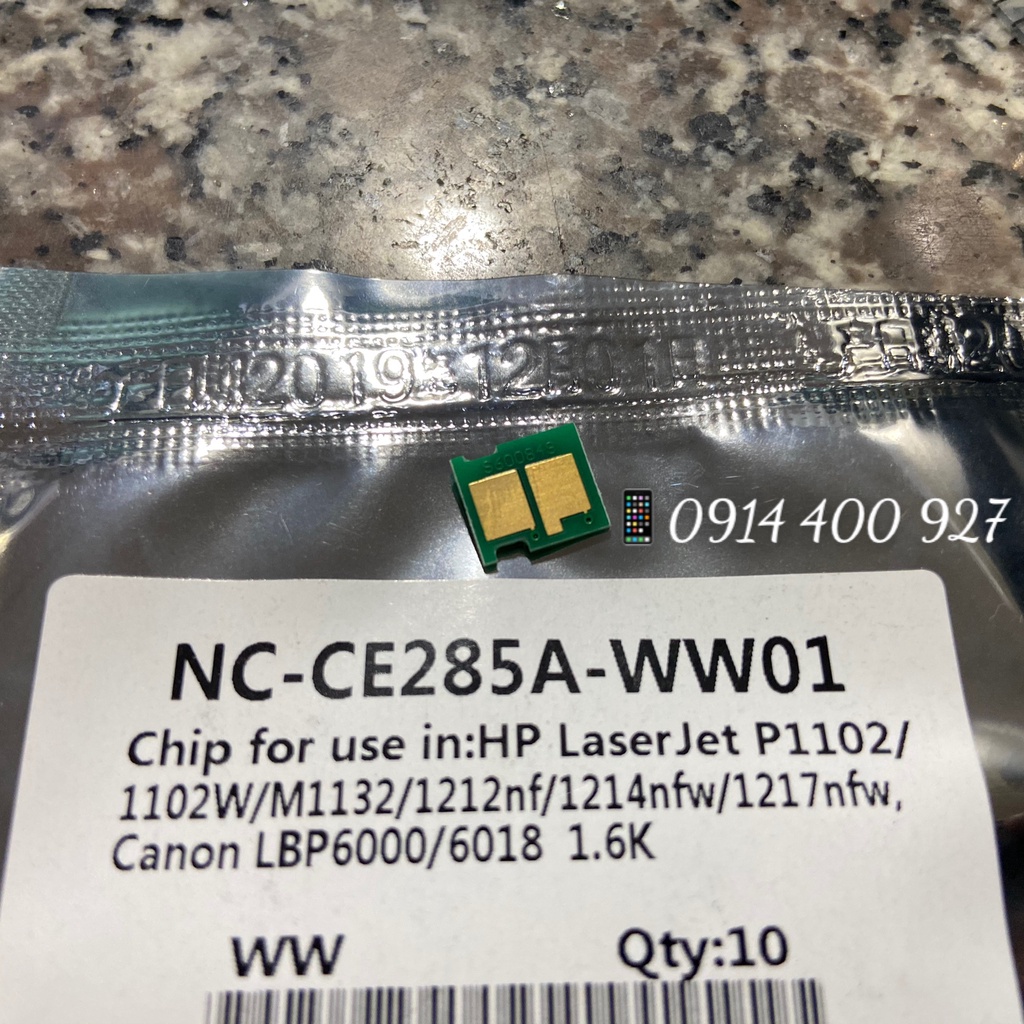 2019
📱0914 400 927
NC-CE285A-WW01
Chip for use in:HP LaserJet P1102/
1102W/M1132/1212nf/1214nfw/1217nfw,
Canon LBP6000/6018 1.6K
WW Qty:10